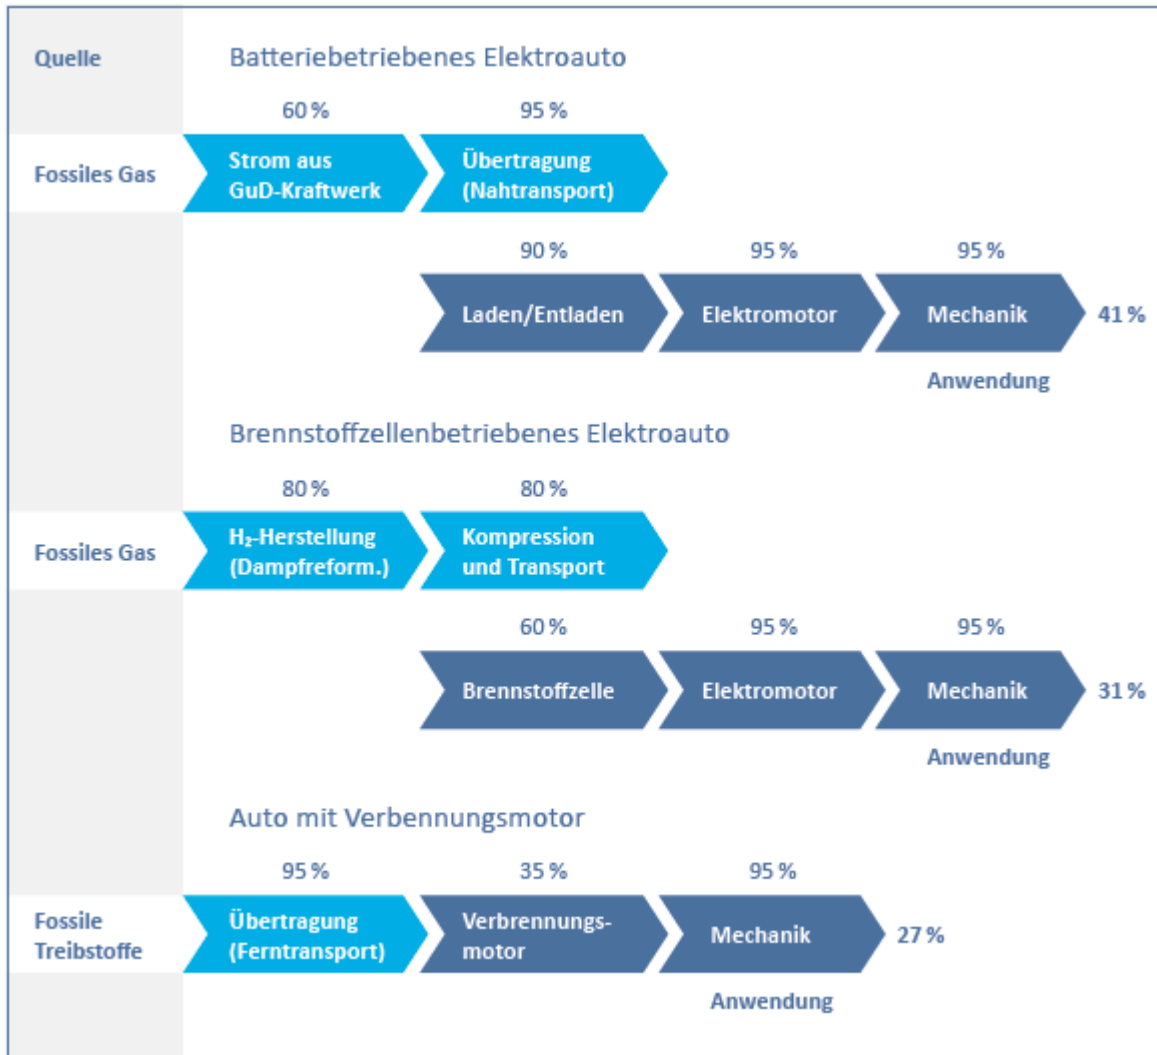 Quelle
Batteriebetriebenes Elektroauto
60 %
95 %
Fossiles Gas
Strom aus
GuD-Kraftwerk
Übertragung
(Nahtransport)
90 %
95 %
95 %
Laden/Entladen
Elektromotor
Mechanik
41 %
Anwendung
Brennstoffzellenbetriebenes Elektroauto
80 %
80 %
Fossiles Gas
H₂-Herstellung
(Dampfreform.)
Kompression
und Transport
60 %
95 %
95 %
Brennstoffzelle
Elektromotor
Mechanik
31 %
Anwendung
Auto mit Verbennungsmotor
95 %
35 %
95 %
Fossile
Treibstoffe
Übertragung
(Ferntransport)
Verbrennungs-
motor
Mechanik
27 %
Anwendung